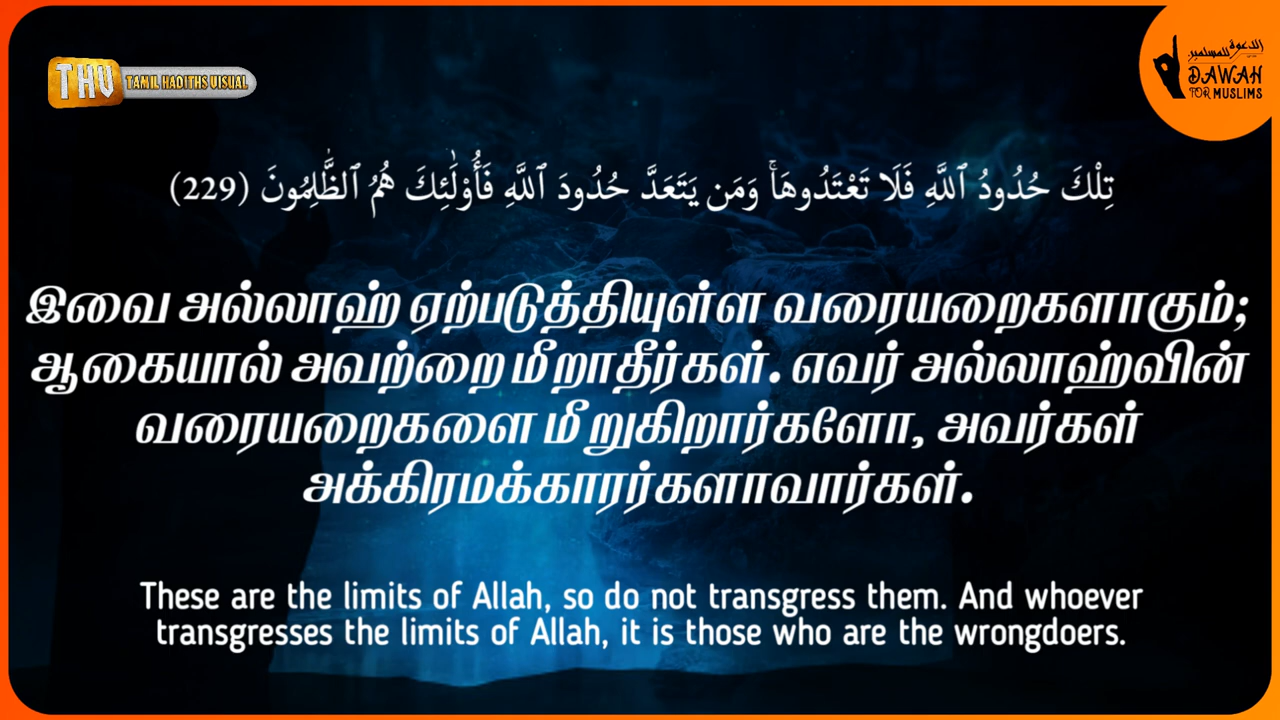 THV TAMIL HADITHS VISUAL
الدعوة للمسلمين
DAWAH
FOR MUSLIMS
تِلْكَ حُدُودُ ٱللَّهِ فَلَا تَعْتَدُوهَاۚ وَمَن يَتَعَدَّ حُدُودَ ٱللَّهِ فَأُو۟لَٰٓئِكَ هُمُ ٱلظَّٰلِمُونَ (229)
இவை அல்லாஹ் ஏற்படுத்தியுள்ள வரையறைகளாகும்;
ஆகையால் அவற்றை மீறாதீர்கள். எவர் அல்லாஹ்வின்
வரையறைகளை மீறுகிறார்களோ, அவர்கள்
அக்கிரமக்காரர்களாவார்கள்.
These are the limits of Allah, so do not transgress them. And whoever
transgresses the limits of Allah, it is those who are the wrongdoers.